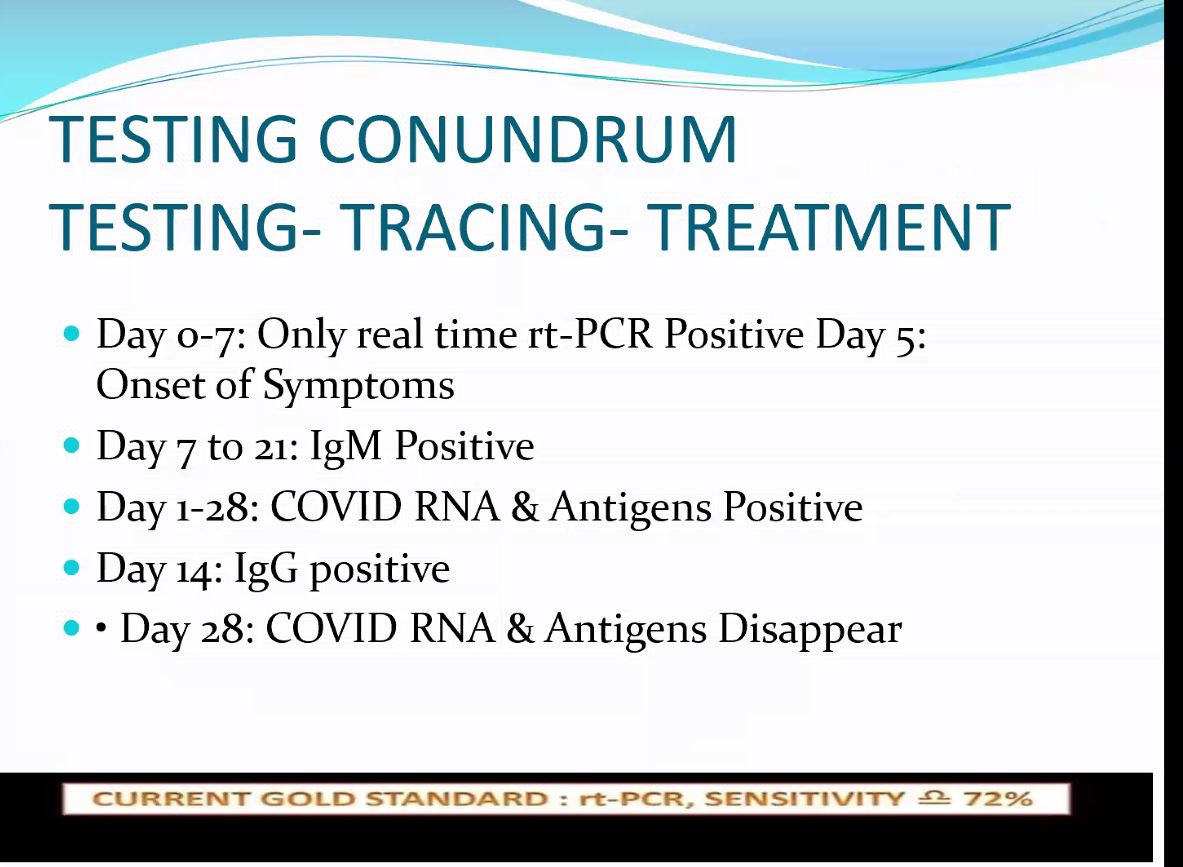 TESTING CONUNDRUM
TESTING- TRACING- TREATMENT
• Day 0-7: Only real time rt-PCR Positive Day 5:
Onset of Symptoms
• Day 7 to 21: IgM Positive
• Day 1-28: COVID RNA & Antigens Positive
• Day 14: IgG positive
• • Day 28: COVID RNA & Antigens Disappear
CURRENT GOLD STANDARD : rt-PCR, SENSITIVITY ♎ 72%